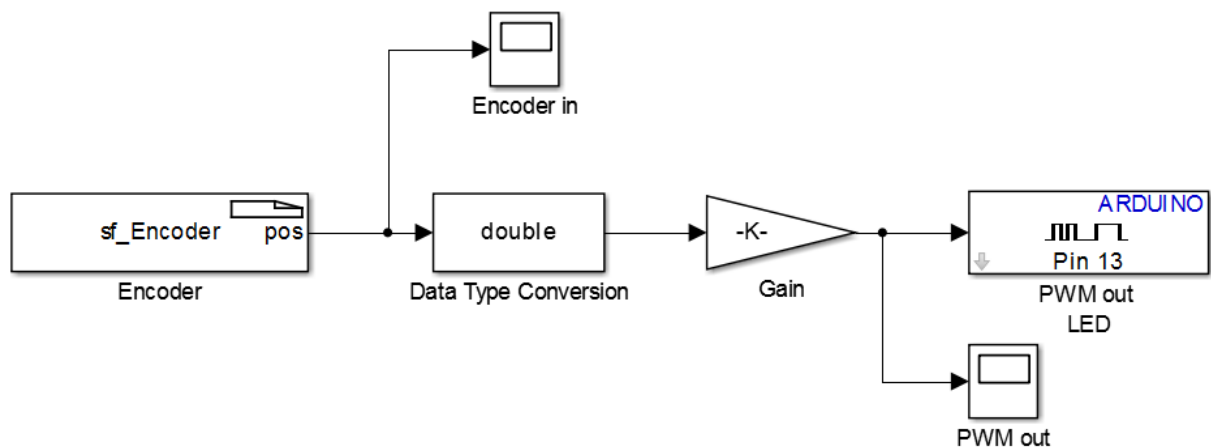 Encoder in
sf_Encoder pos
Encoder
double
Data Type Conversion
-K-
Gain
ARDUINO
Pin 13
PWM out
LED
PWM out